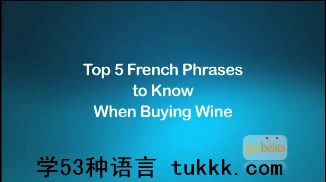 Top 5 French Phrases
to Know
When Buying Wine
学53种语言 tukkk.com